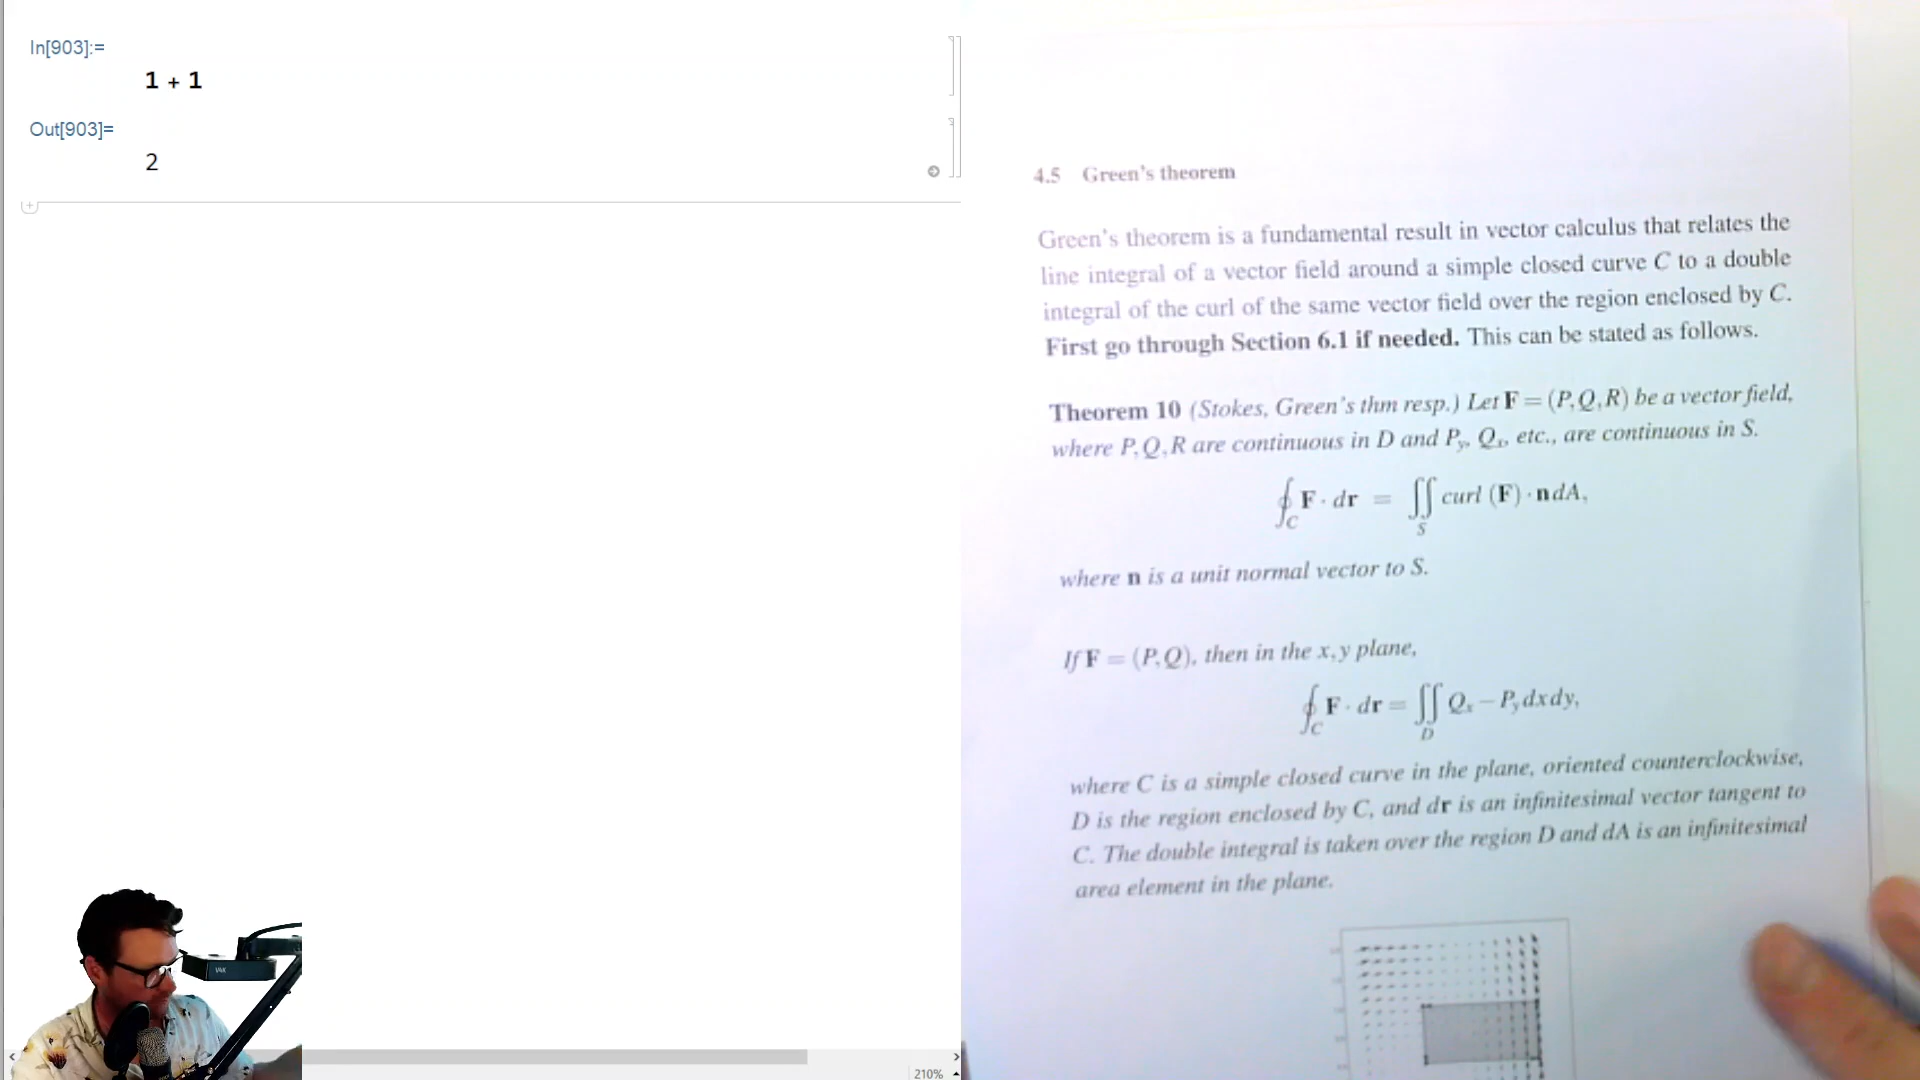 In[903]:=
1 + 1
Out[903]=
2
210%
4.5 Green's theorem
Green's theorem is a fundamental result in vector calculus that relates the
line integral of a vector field around a simple closed curve C to a double
integral of the curl of the same vector field over the region enclosed by C.
First go through Section 6.1 if needed. This can be stated as follows.
Theorem 10 (Stokes, Green's thm resp.) Let F = (P,Q,R) be a vector field,
where P,Q,R are continuous in D and P_y, Q_x, etc., are continuous in S.
∮_C F · dr = ∬_S curl (F) · n dA,
where n is a unit normal vector to S.
If F = (P,Q), then in the x,y plane,
∮_C F · dr = ∬_D Q_x − P_y dxdy,
where C is a simple closed curve in the plane, oriented counterclockwise,
D is the region enclosed by C, and dr is an infinitesimal vector tangent to
C. The double integral is taken over the region D and dA is an infinitesimal
area element in the plane.